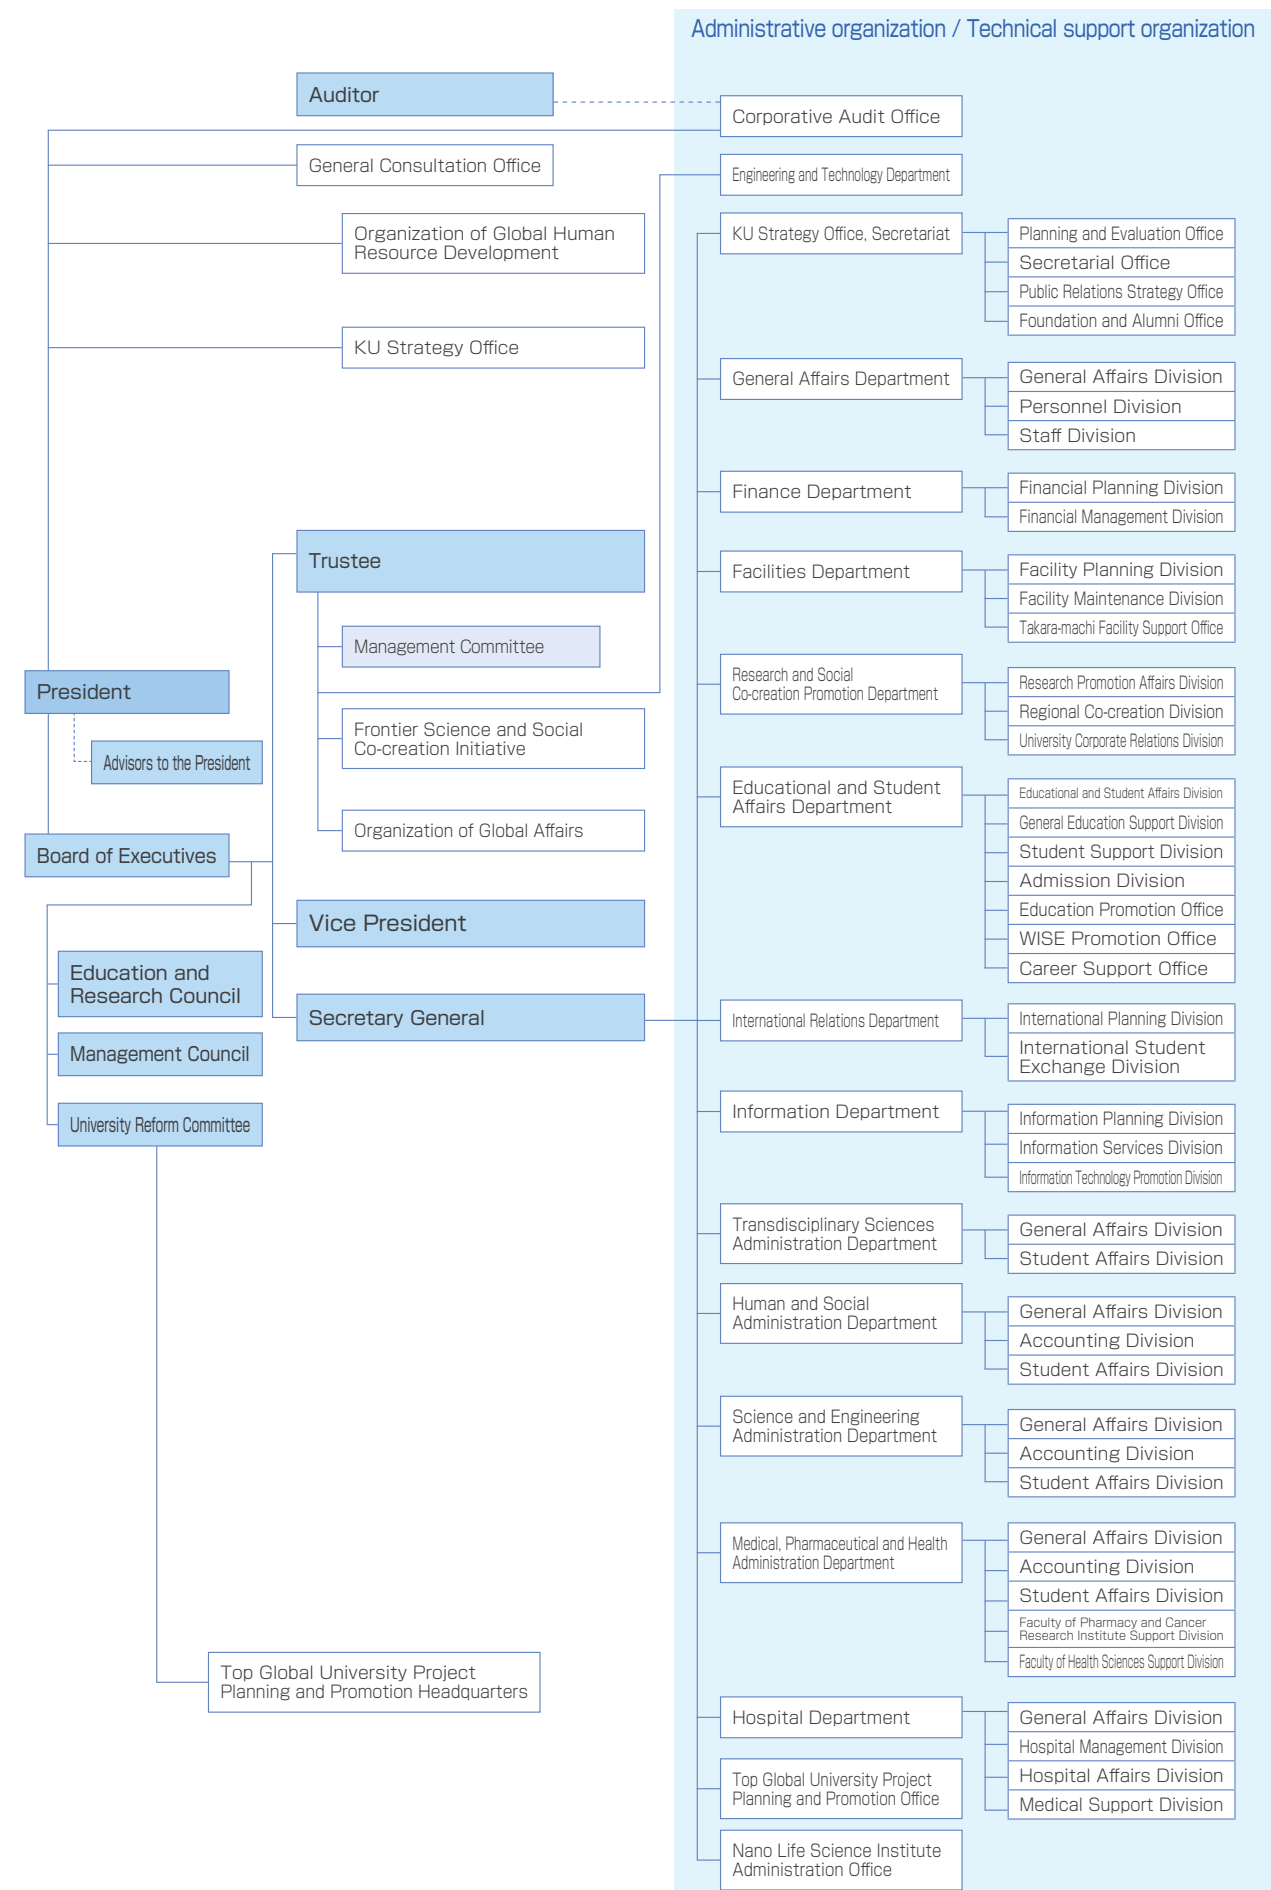 Administrative organization / Technical support organization
Auditor
Corporative Audit Office
General Consultation Office
Engineering and Technology Department
Organization of Global Human
Resource Development
KU Strategy Office
KU Strategy Office, Secretariat
Planning and Evaluation Office
Secretarial Office
Public Relations Strategy Office
Foundation and Alumni Office
General Affairs Department
General Affairs Division
Personnel Division
Staff Division
Finance Department
Financial Planning Division
Financial Management Division
Trustee
Facilities Department
Facility Planning Division
Facility Maintenance Division
Takara-machi Facility Support Office
Management Committee
President
Advisors to the President
Research and Social
Co-creation Promotion Department
Research Promotion Affairs Division
Regional Co-creation Division
University Corporate Relations Division
Frontier Science and Social
Co-creation Initiative
Organization of Global Affairs
Board of Executives
Educational and Student
Affairs Department
Educational and Student Affairs Division
General Education Support Division
Student Support Division
Admission Division
Education Promotion Office
WISE Promotion Office
Career Support Office
Vice President
Education and
Research Council
Management Council
University Reform Committee
Secretary General
International Relations Department
International Planning Division
International Student
Exchange Division
Information Department
Information Planning Division
Information Services Division
Information Technology Promotion Division
Transdisciplinary Sciences
Administration Department
General Affairs Division
Student Affairs Division
Human and Social
Administration Department
General Affairs Division
Accounting Division
Student Affairs Division
Science and Engineering
Administration Department
General Affairs Division
Accounting Division
Student Affairs Division
Medical, Pharmaceutical and Health
Administration Department
General Affairs Division
Accounting Division
Student Affairs Division
Faculty of Pharmacy and Cancer
Research Institute Support Division
Faculty of Health Sciences Support Division
Top Global University Project
Planning and Promotion Headquarters
Hospital Department
General Affairs Division
Hospital Management Division
Hospital Affairs Division
Medical Support Division
Top Global University Project
Planning and Promotion Office
Nano Life Science Institute
Administration Office